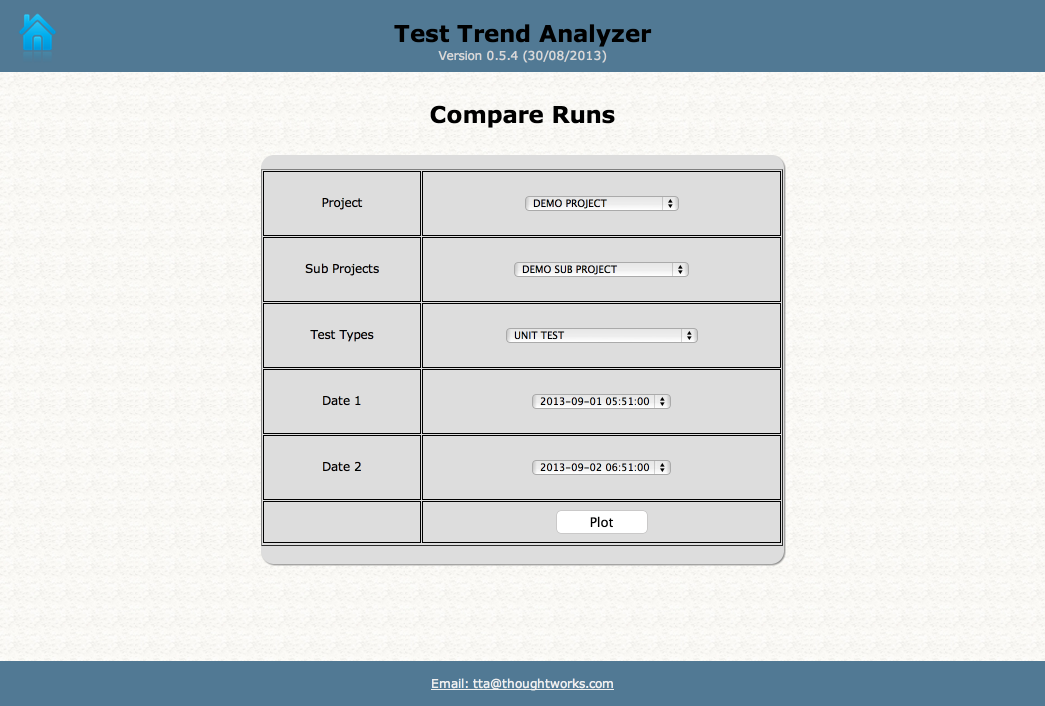 Test Trend Analyzer
Version 0.5.4 (30/08/2013)
Compare Runs
Project
DEMO PROJECT
Sub Projects
DEMO SUB PROJECT
Test Types
UNIT TEST
Date 1
2013-09-01 05:51:00
Date 2
2013-09-02 06:51:00
Plot
Email: tta@thoughtworks.com